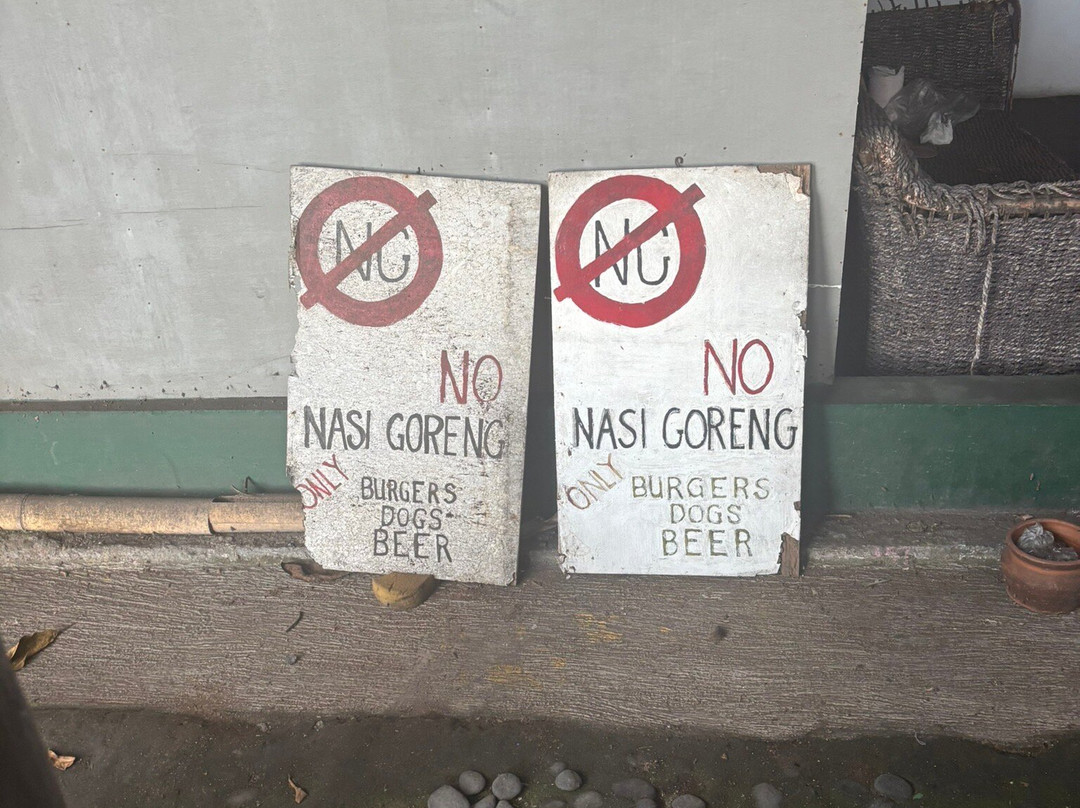 NG
NO
NASI GORENG
ONLY
BURGERS
DOGS
BEER
NG
NO
NASI GORENG
ONLY
BURGERS
DOGS
BEER